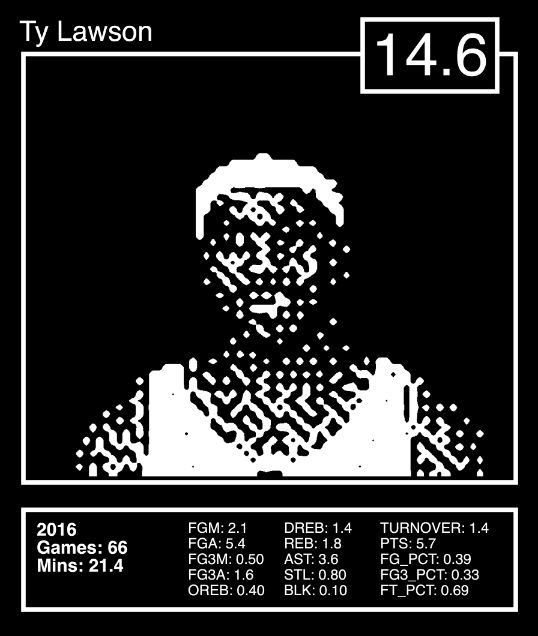 Ty Lawson
14.6
2016
Games: 66
Mins: 21.4
FGM: 2.1
FGA: 5.4
FG3M: 0.50
FG3A: 1.6
OREB: 0.40
DREB: 1.4
REB: 1.8
AST: 3.6
STL: 0.80
BLK: 0.10
TURNOVER: 1.4
PTS: 5.7
FG_PCT: 0.39
FG3_PCT: 0.33
FT_PCT: 0.69